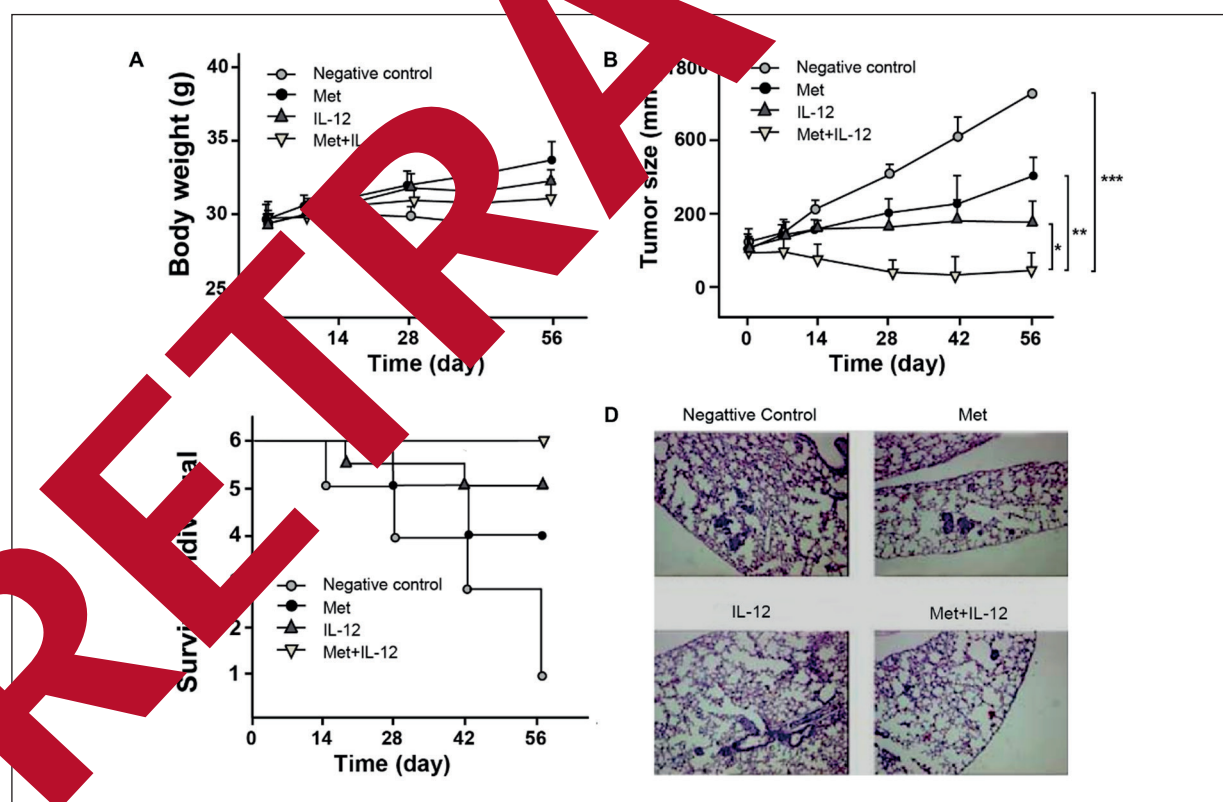 RETRA
A
Body weight (g)
40
35
30
25
Negative control
Met
IL-12
Met+IL
14 28 56
Time (day)
B
Tumor size (mm
1800
600
200
0
Negative control
Met
IL-12
Met+IL-12
***
**
*
0 14 28 42 56
Time (day)
6
5
4
2
1
Negative control
Met
IL-12
Met+IL-12
0 14 28 42 56
Time (day)
D
Negattive Control Met
IL-12 Met+IL-12